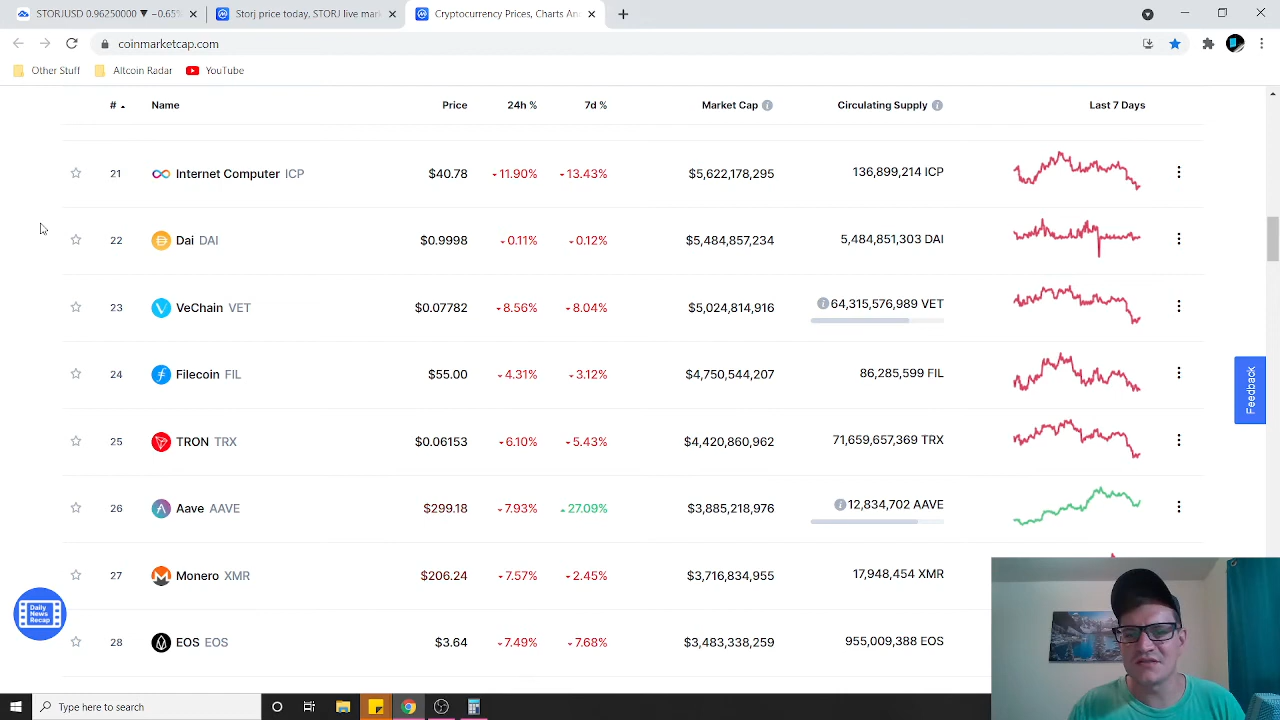 STORJUSD 0.96250000 ▼ −0.65%
Storj price today, STORJ live mark
Cryptocurrency Prices, Charts An
coinmarketcap.com
Other Stuff
Altcoin Radar
YouTube
# Name Price 24h % 7d % Market Cap Circulating Supply Last 7 Days
21 Internet Computer ICP $40.78 11.90% 13.43% $5,622,178,295 136,899,214 ICP
22 Dai DAI $0.9998 0.11% 0.12% $5,484,857,234 5,484,851,303 DAI
23 VeChain VET $0.07782 8.56% 8.04% $5,024,814,916 64,315,576,989 VET
24 Filecoin FIL $55.00 4.31% 3.12% $4,750,544,207 86,285,599 FIL
Feedback
25 TRON TRX $0.06153 6.10% 5.43% $4,420,860,962 71,659,657,369 TRX
26 Aave AAVE $299.18 7.93% 27.09% $3,885,218,976 12,834,702 AAVE
27 Monero XMR $206.24 7.57% 2.45% $3,716,834,955 17,948,454 XMR
Daily
News
Recap
28 EOS EOS $3.64 7.49% 7.68% $3,483,338,259 955,009,388 EOS
Type here to search